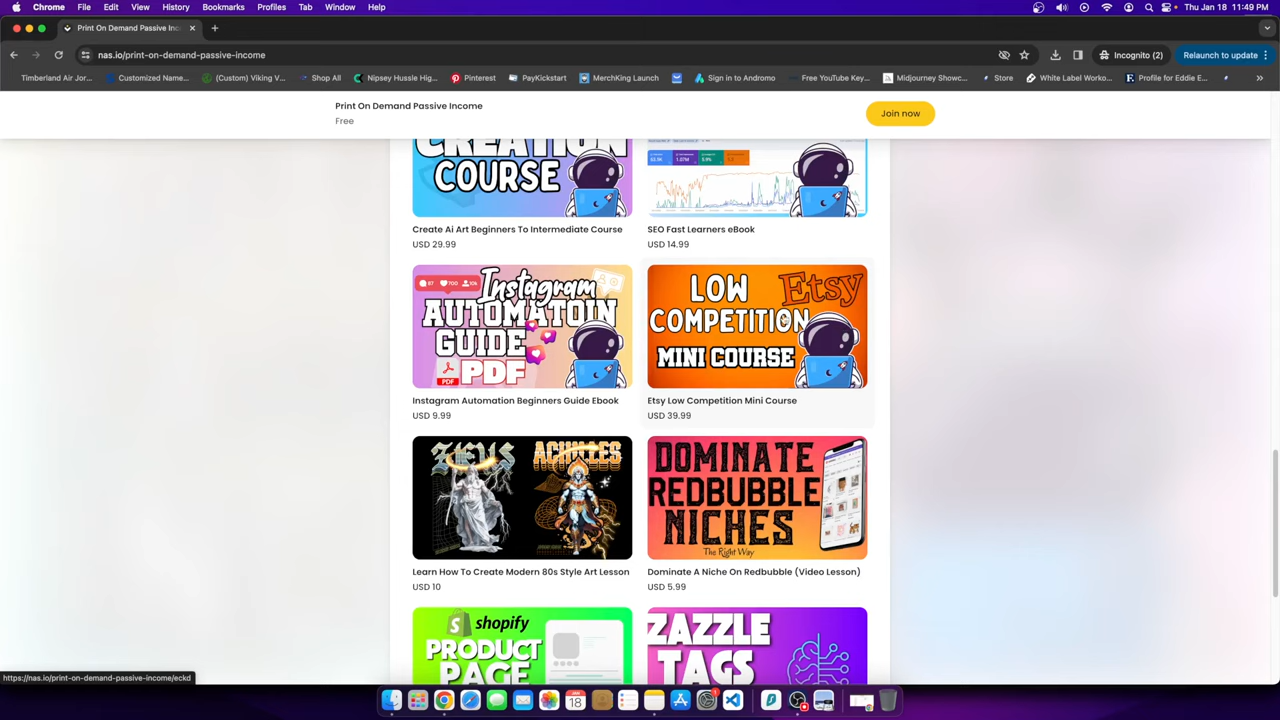 Chrome File Edit View History Bookmarks Profiles Tab Window Help
Thu Jan 18 11:49 PM
Print On Demand Passive Inc
nas.io/print-on-demand-passive-income
Incognito (2)
Relaunch to update
Timberland Air Jor...
Customized Name...
(Custom) Viking V...
Shop All
Nipsey Hussle Hig...
Pinterest
PayKickstart
MerchKing Launch
Sign in to Andromo
Free YouTube Key...
Midjourney Showc...
Store
White Label Worko...
Profile for Eddie E...
Print On Demand Passive Income
Free
Join now
CREATION
COURSE
Create Ai Art Beginners To Intermediate Course
USD 29.99
SEO Fast Learners eBook
USD 14.99
Instagram
AUTOMATOIN
GUIDE
PDF
PDF
Instagram Automation Beginners Guide Ebook
USD 9.99
LOW
Etsy
COMPETITION
MINI COURSE
Etsy Low Competition Mini Course
USD 39.99
ZEUS
ACHILLES
Learn How To Create Modern 80s Style Art Lesson
USD 10
DOMINATE
REDBUBBLE
NICHES
The Right Way
Dominate A Niche On Redbubble (Video Lesson)
USD 5.99
shopify
PRODUCT
PAGE
ZAZZLE
TAGS
https://nas.io/print-on-demand-passive-income/eckd